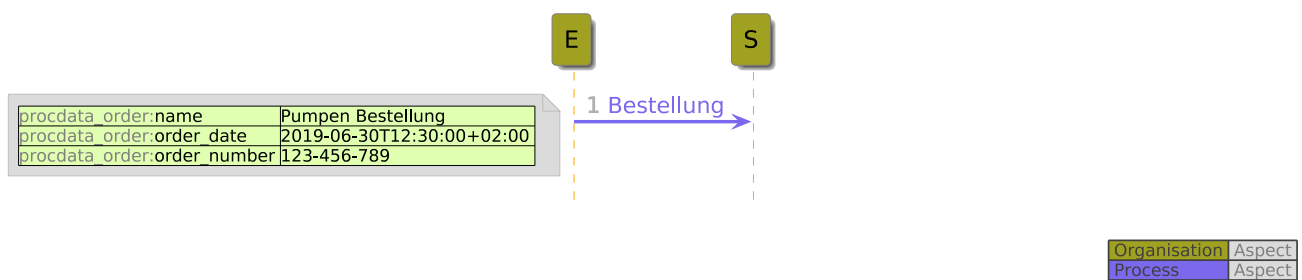 E S
1 Bestellung
procdata_order:name Pumpen Bestellung
procdata_order:order_date 2019-06-30T12:30:00+02:00
procdata_order:order_number 123-456-789
Organisation Aspect
Process Aspect